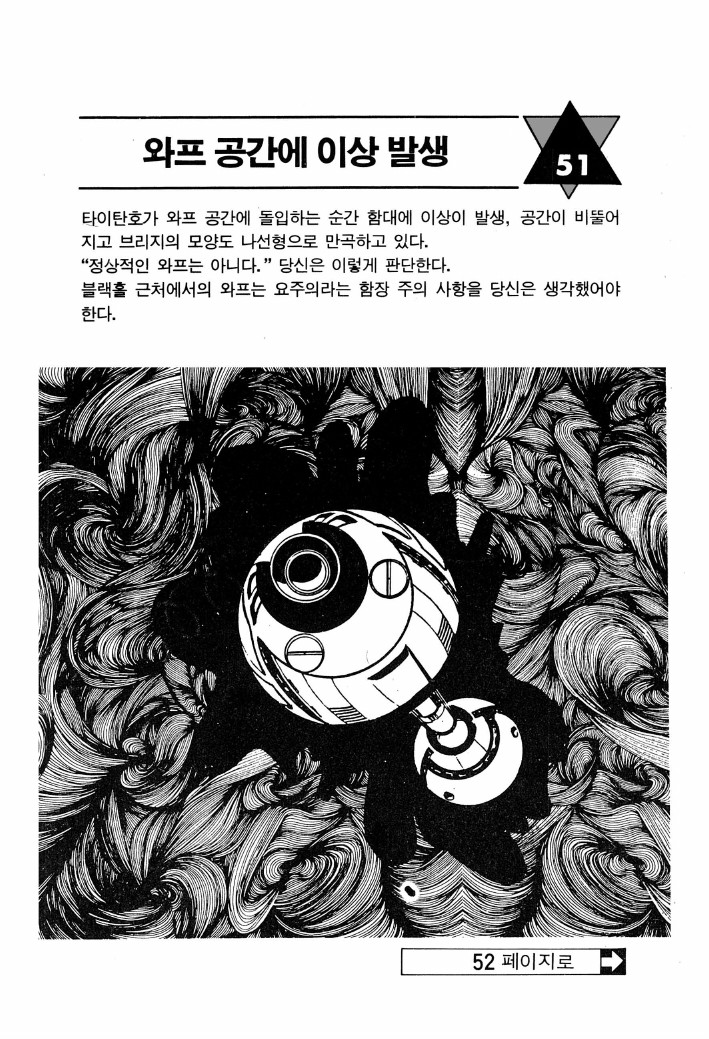 와프 공간에 이상 발생
51
타이탄호가 와프 공간에 돌입하는 순간 함대에 이상이 발생, 공간이 비뚤어
지고 브리지의 모양도 나선형으로 만곡하고 있다.
“정상적인 와프는 아니다.” 당신은 이렇게 판단한다.
블랙홀 근처에서의 와프는 요주의라는 함장 주의 사항을 당신은 생각했어야
한다.
52 페이지로